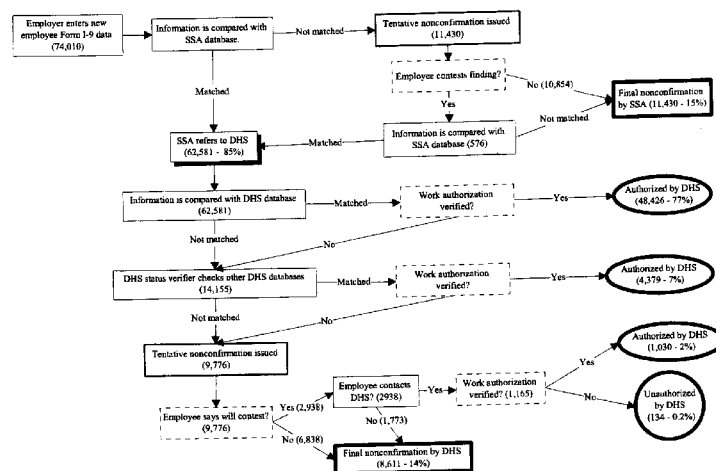 Employer enters new
employee Form I-9 data
(74,010)
Information is compared with
SSA database.
Not matched
Tentative nonconfirmation issued
(11,430)
Employee contests finding?
No (10,854)
Final nonconfirmation
by SSA (11,430 - 15%)
Matched
Yes
Not matched
SSA refers to DHS
(62,581 - 85%)
Matched
Information is compared with
SSA database (576)
Information is compared with DHS database
(62,581)
Matched
Work authorization
verified?
Yes
Authorized by DHS
(48,426 - 77%)
Not matched
No
DHS status verifier checks other DHS databases
(14,155)
Matched
Work authorization
verified?
Yes
Authorized by DHS
(4,379 - 7%)
Not matched
No
Tentative nonconfirmation issued
(9,776)
Authorized by DHS
(1,030 - 2%)
Employee says will contest?
(9,776)
Yes (2,938)
Employee contacts
DHS? (2938)
Yes
Work authorization
verified? (1,165)
Yes
No
Unauthorized
by DHS
(134 - 0.2%)
No (1,773)
No (6,838)
Final nonconfirmation by DHS
(8,611 - 14%)